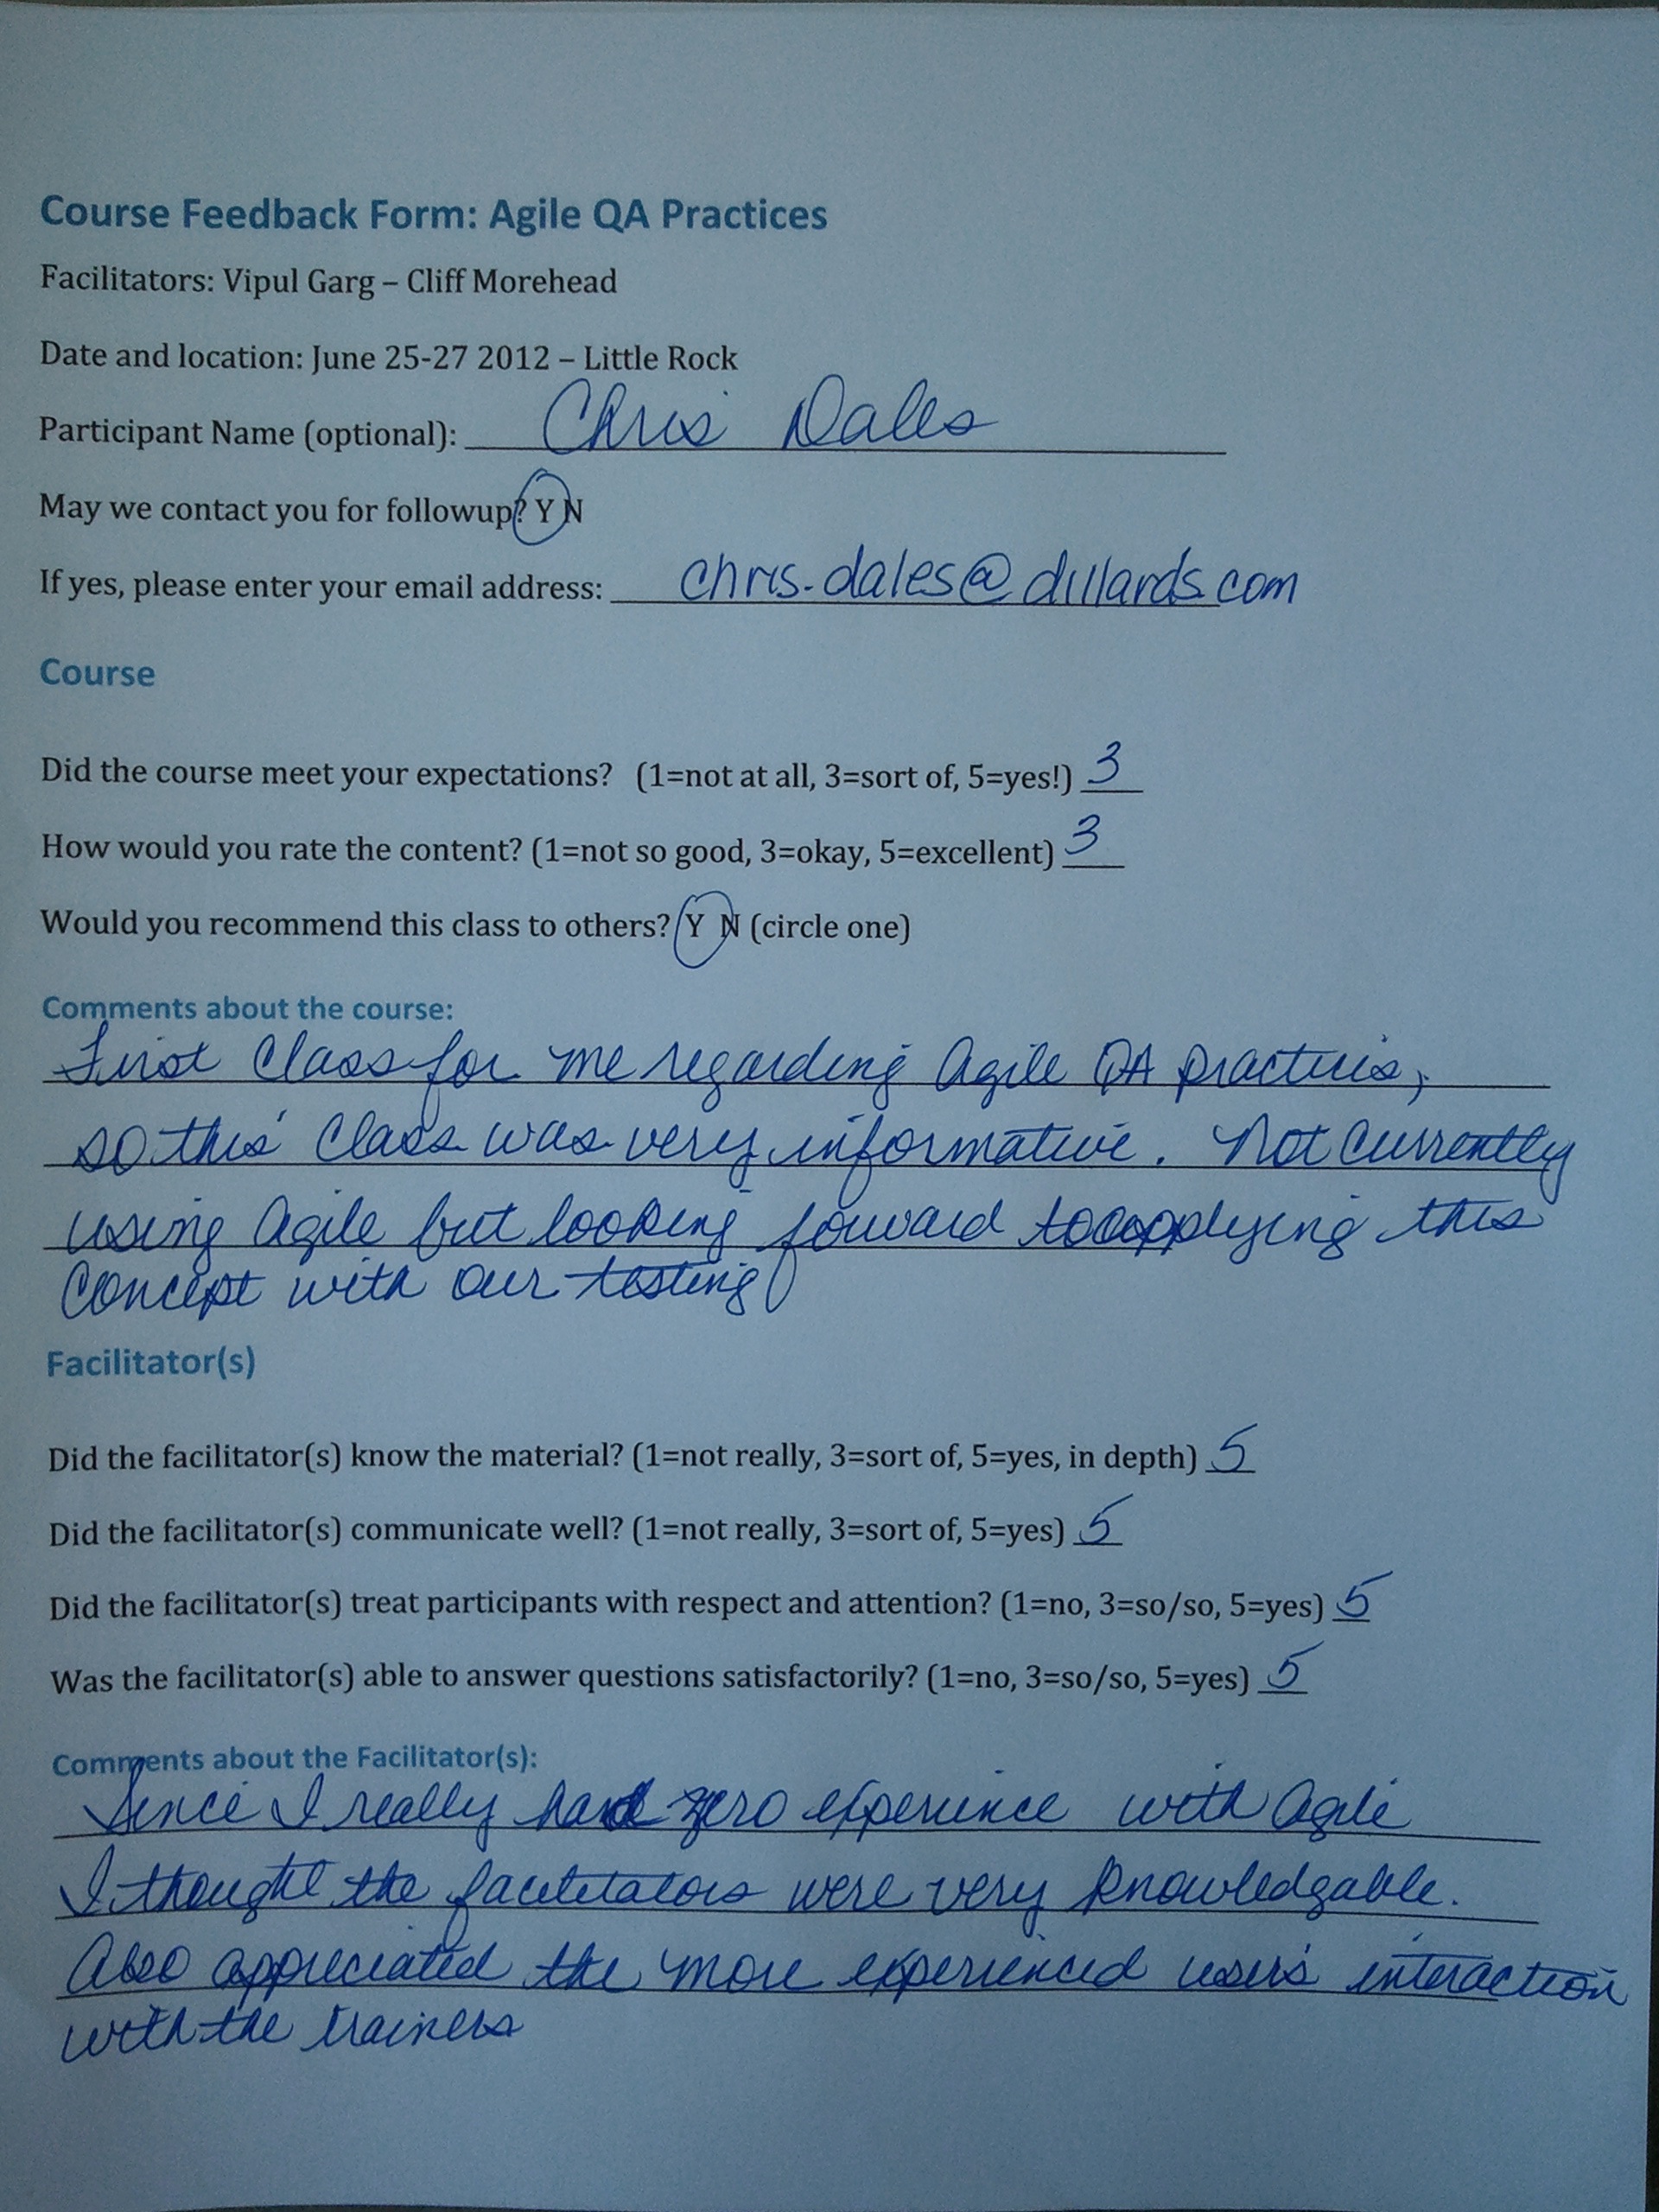 Course Feedback Form: Agile QA Practices
Facilitators: Vipul Garg – Cliff Morehead
Date and location: June 25-27 2012 – Little Rock
Participant Name (optional): Chris Dales
May we contact you for followup? Y N
If yes, please enter your email address: chris.dales@dillards.com
Course
Did the course meet your expectations? (1=not at all, 3=sort of, 5=yes!) 3
How would you rate the content? (1=not so good, 3=okay, 5=excellent) 3
Would you recommend this class to others? Y N (circle one)
Comments about the course:
First Class for me regarding Agile QA practices,
so this class was very informative. Not currently
using Agile but looking foward to applying this
concept with our testing
Facilitator(s)
Did the facilitator(s) know the material? (1=not really, 3=sort of, 5=yes, in depth) 5
Did the facilitator(s) communicate well? (1=not really, 3=sort of, 5=yes) 5
Did the facilitator(s) treat participants with respect and attention? (1=no, 3=so/so, 5=yes) 5
Was the facilitator(s) able to answer questions satisfactorily? (1=no, 3=so/so, 5=yes) 5
Comments about the Facilitator(s):
Since I really had zero experience with Agile
I thought the facilitators were very knowledgable.
Also appreciated the more experienced user's interaction
with the trainers